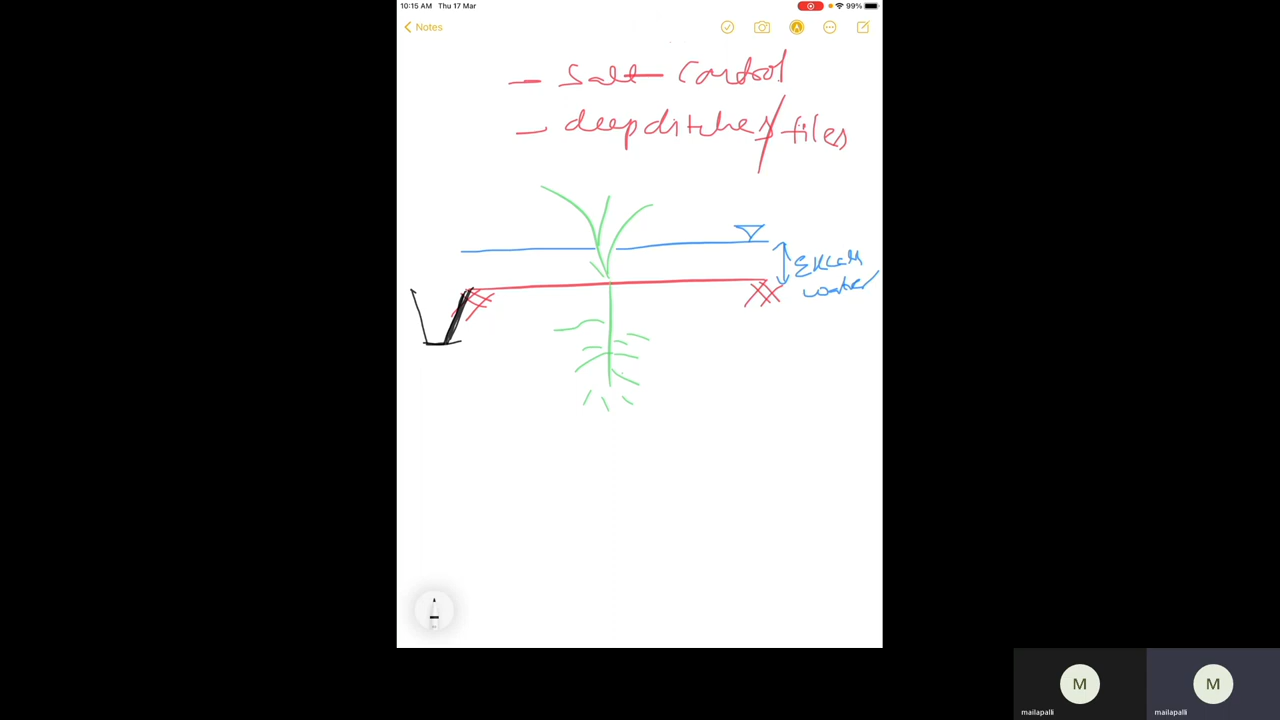 10:15 AM Thu 17 Mar
99%
Notes
- Salt control
- deep ditches/tiles
Excess
water
M
M
mailapalli
mailapalli